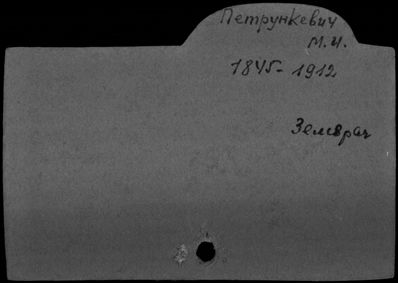 Петрункевич
М.И.
1845-1912
Земврач